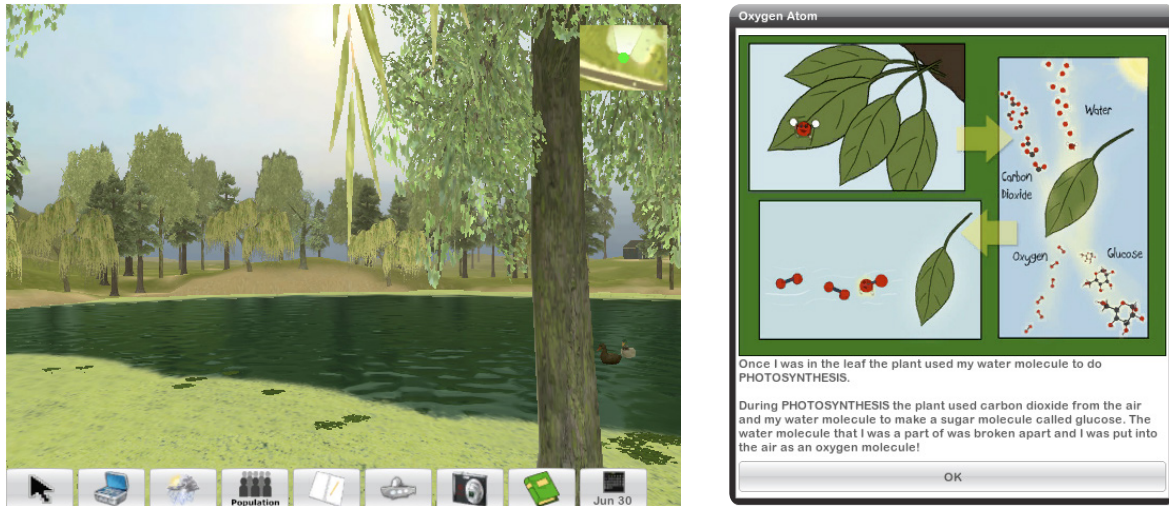 Population
Jun 30
Oxygen Atom
Water
Carbon
Dioxide
Oxygen
Glucose
Once I was in the leaf the plant used my water molecule to do
PHOTOSYNTHESIS.
During PHOTOSYNTHESIS the plant used carbon dioxide from the air
and my water molecule to make a sugar molecule called glucose. The
water molecule that I was a part of was broken apart and I was put into
the air as an oxygen molecule!
OK